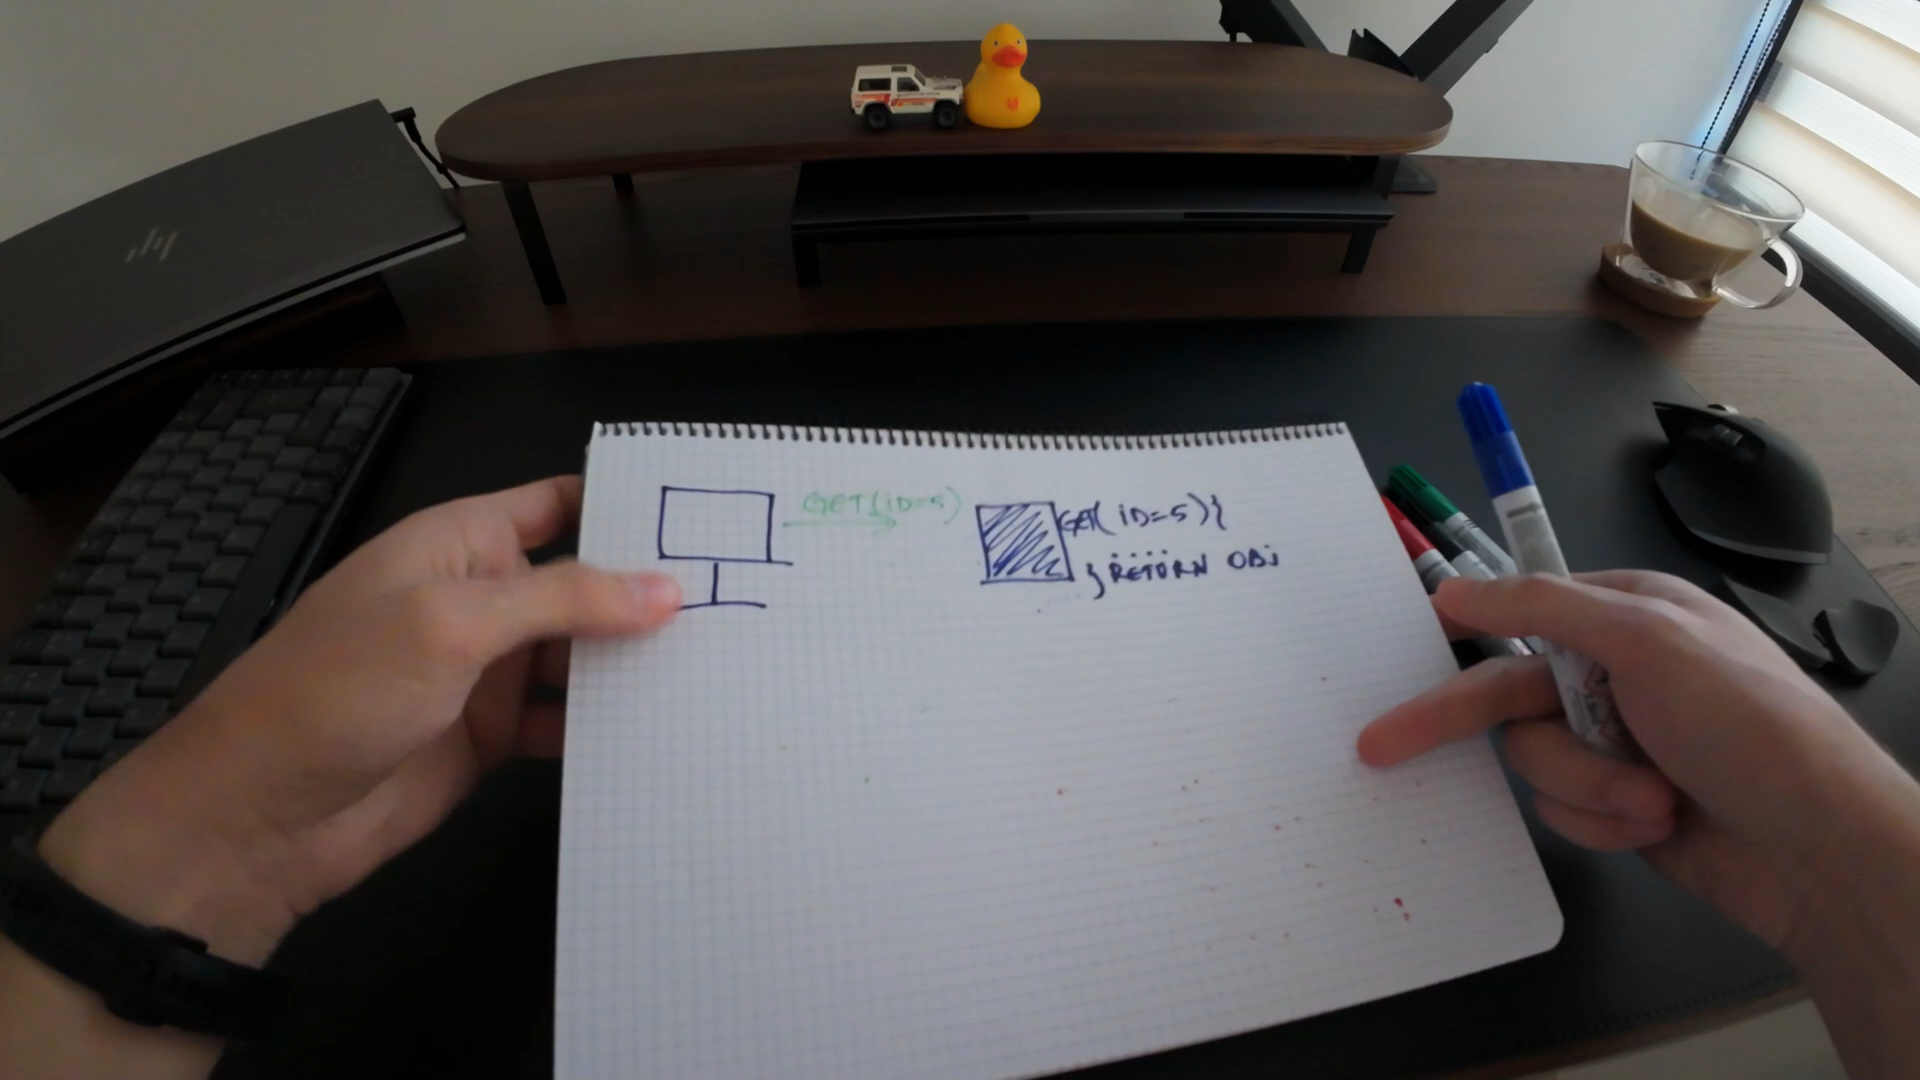 GET(iD=5)
GET(iD=5){
....
} RETURN OBJ